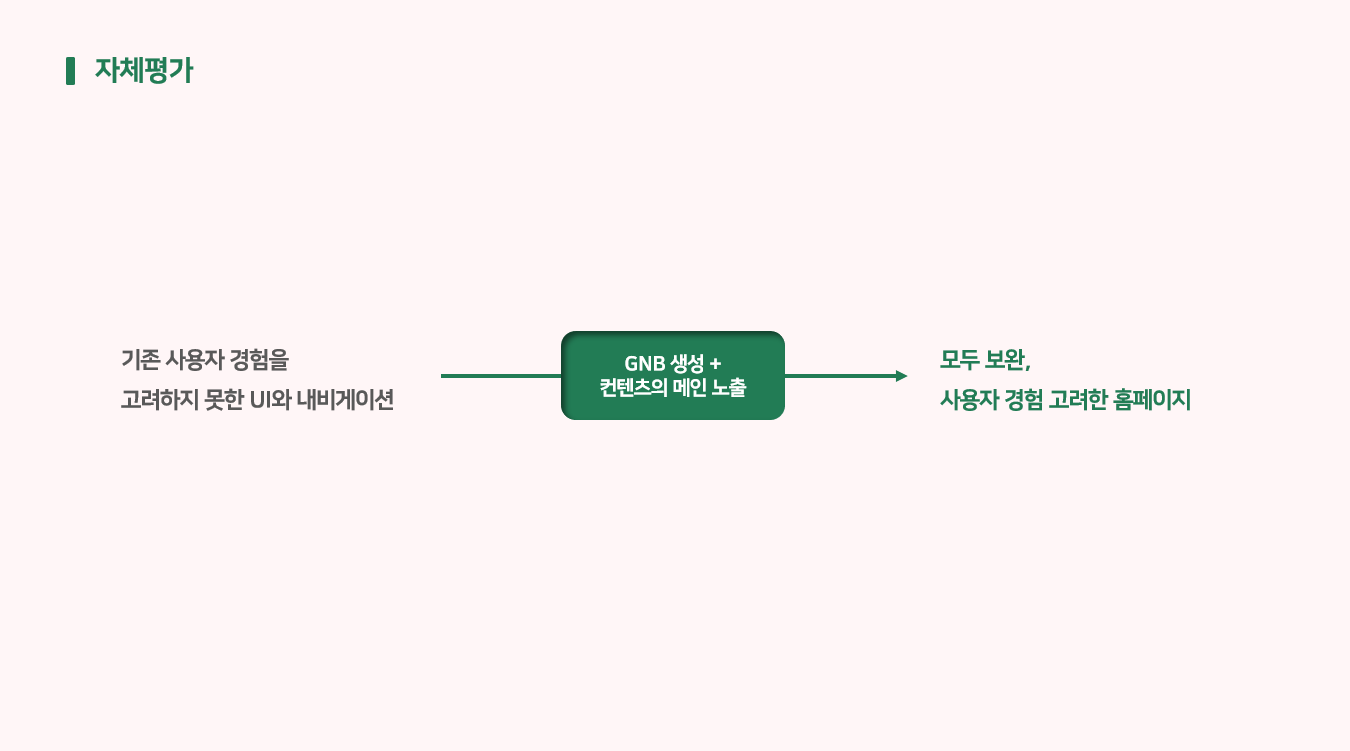 자체평가
기존 사용자 경험을
고려하지 못한 UI와 내비게이션
GNB 생성 +
컨텐츠의 메인 노출
모두 보완,
사용자 경험 고려한 홈페이지